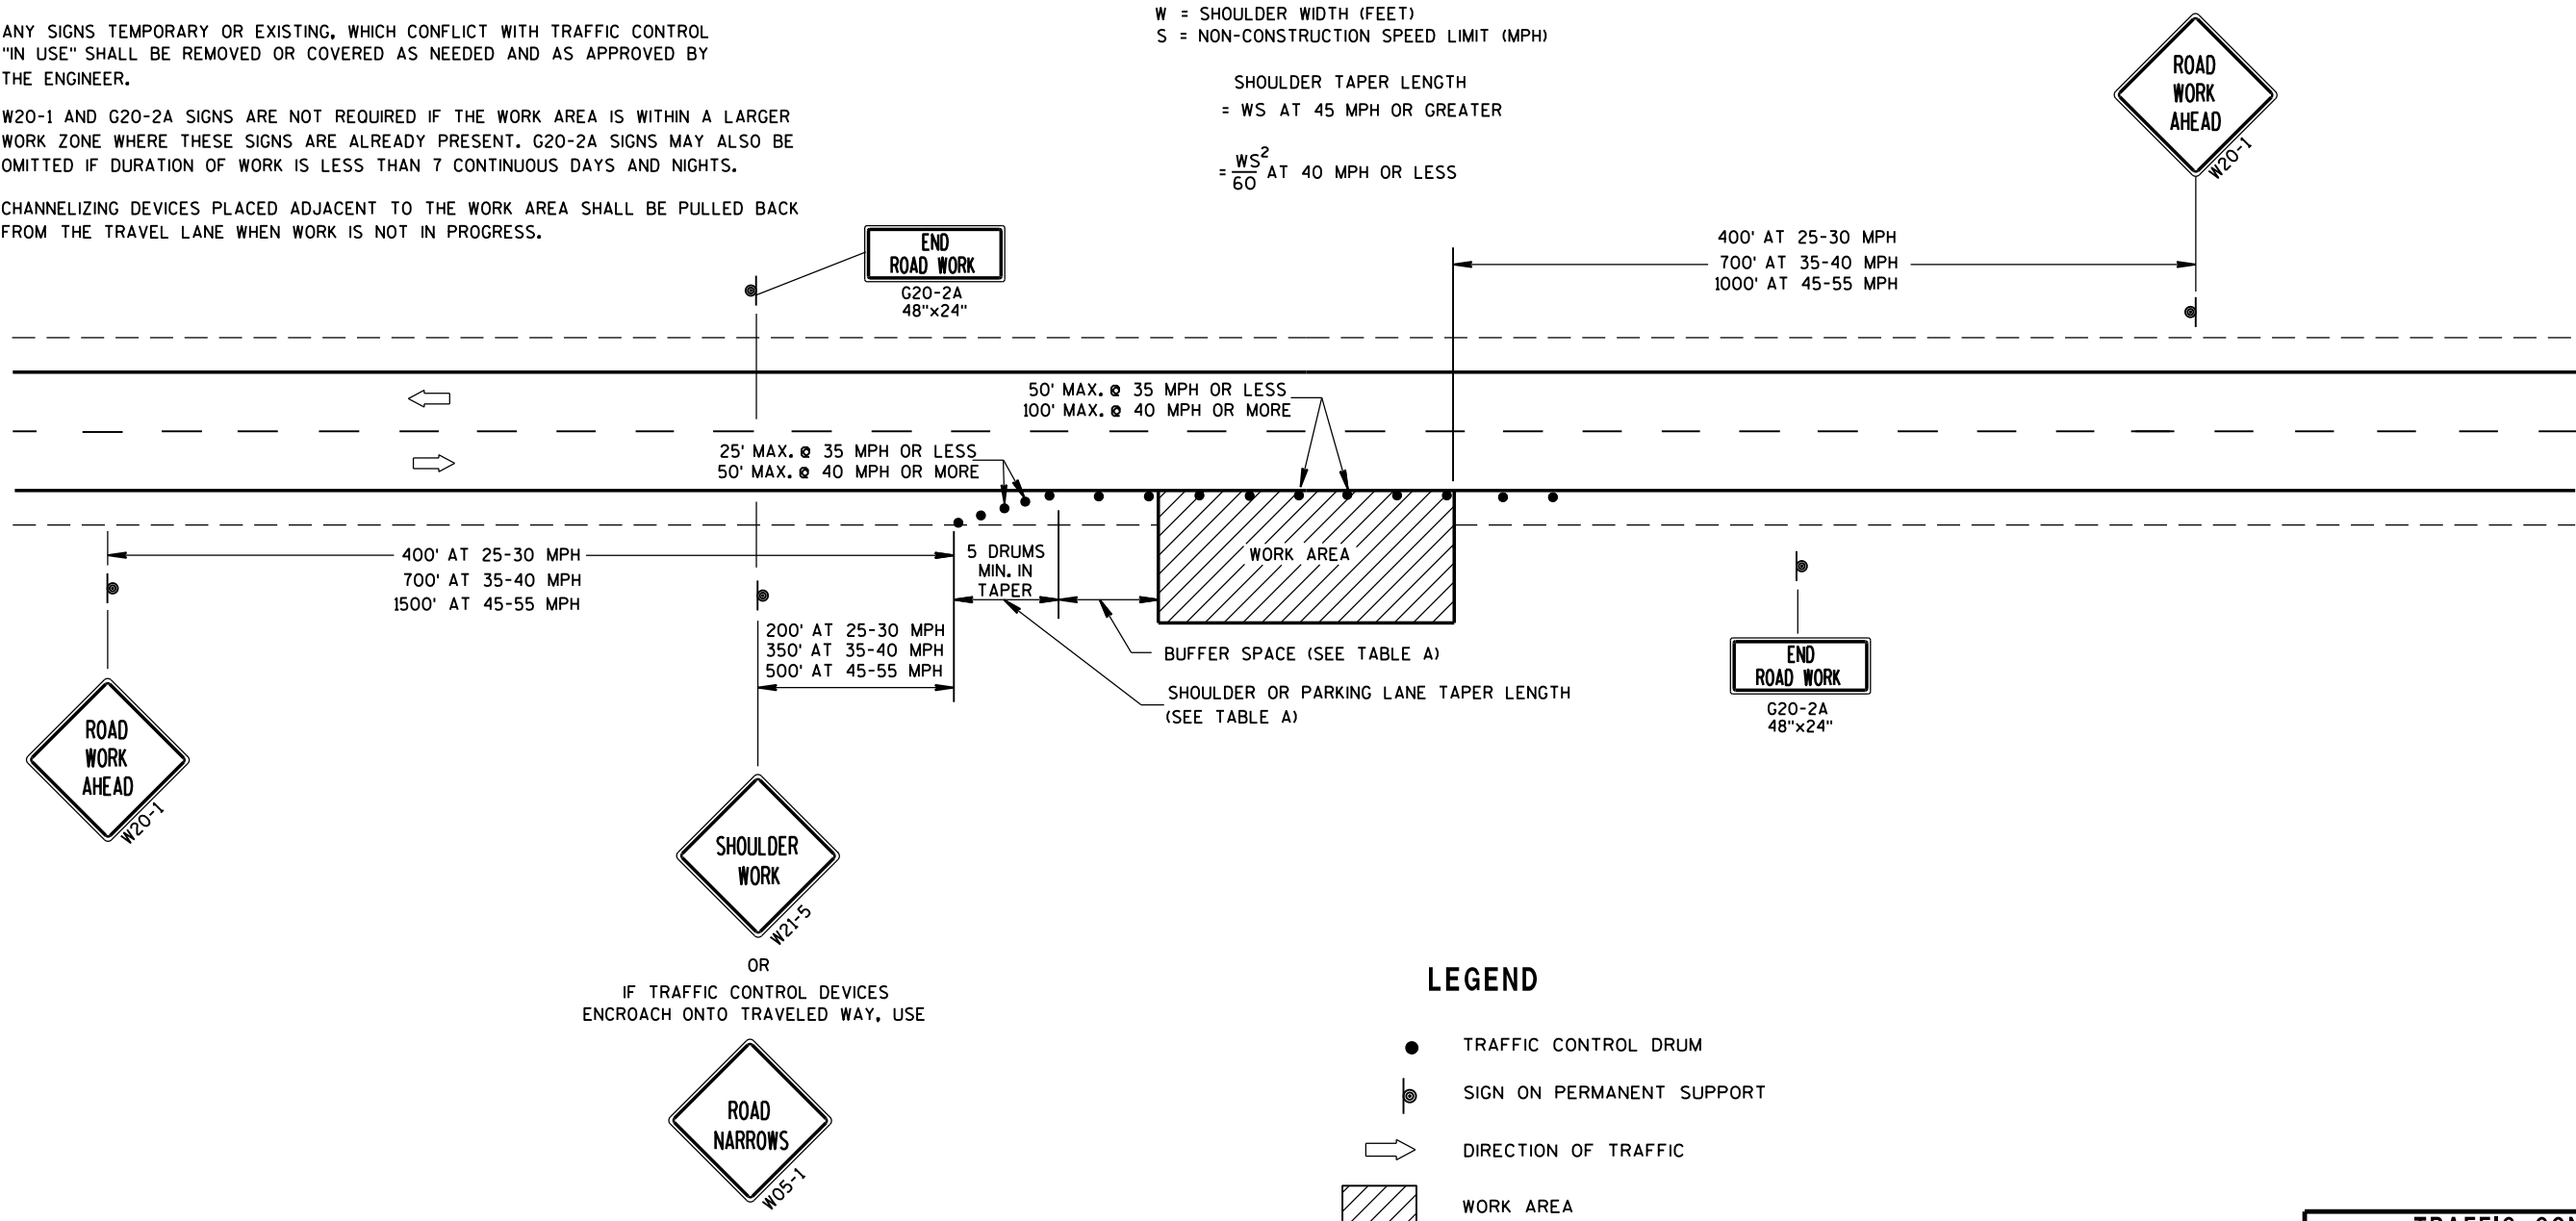 ANY SIGNS TEMPORARY OR EXISTING, WHICH CONFLICT WITH TRAFFIC CONTROL
"IN USE" SHALL BE REMOVED OR COVERED AS NEEDED AND AS APPROVED BY
THE ENGINEER.
W20-1 AND G20-2A SIGNS ARE NOT REQUIRED IF THE WORK AREA IS WITHIN A LARGER
WORK ZONE WHERE THESE SIGNS ARE ALREADY PRESENT. G20-2A SIGNS MAY ALSO BE
OMITTED IF DURATION OF WORK IS LESS THAN 7 CONTINUOUS DAYS AND NIGHTS.
CHANNELIZING DEVICES PLACED ADJACENT TO THE WORK AREA SHALL BE PULLED BACK
FROM THE TRAVEL LANE WHEN WORK IS NOT IN PROGRESS.
W = SHOULDER WIDTH (FEET)
S = NON-CONSTRUCTION SPEED LIMIT (MPH)
SHOULDER TAPER LENGTH
= WS AT 45 MPH OR GREATER
= WS²/60 AT 40 MPH OR LESS
ROAD
WORK
AHEAD
W20-1
END
ROAD WORK
G20-2A
48"x24"
400' AT 25-30 MPH
700' AT 35-40 MPH
1000' AT 45-55 MPH
50' MAX. @ 35 MPH OR LESS
100' MAX. @ 40 MPH OR MORE
25' MAX. @ 35 MPH OR LESS
50' MAX. @ 40 MPH OR MORE
400' AT 25-30 MPH
700' AT 35-40 MPH
1500' AT 45-55 MPH
5 DRUMS
MIN. IN
TAPER
WORK AREA
200' AT 25-30 MPH
350' AT 35-40 MPH
500' AT 45-55 MPH
BUFFER SPACE (SEE TABLE A)
SHOULDER OR PARKING LANE TAPER LENGTH
(SEE TABLE A)
END
ROAD WORK
G20-2A
48"x24"
ROAD
WORK
AHEAD
W20-1
SHOULDER
WORK
W21-5
OR
IF TRAFFIC CONTROL DEVICES
ENCROACH ONTO TRAVELED WAY, USE
ROAD
NARROWS
W05-1
LEGEND
TRAFFIC CONTROL DRUM
SIGN ON PERMANENT SUPPORT
DIRECTION OF TRAFFIC
WORK AREA
TRAFFIC CON